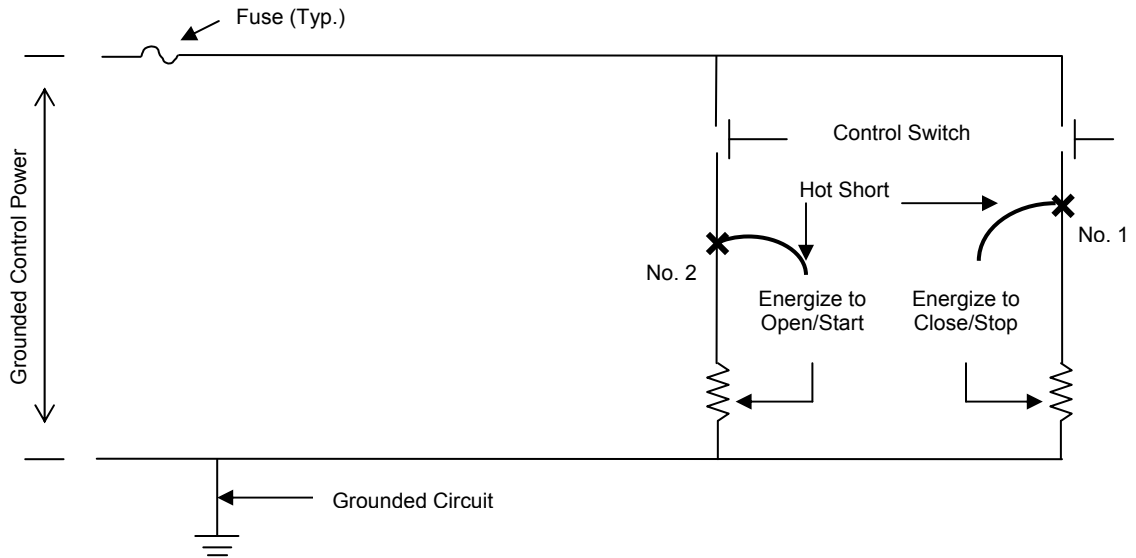 Fuse (Typ.)
Grounded Control Power
Control Switch
Hot Short
No. 1
No. 2
Energize to
Open/Start
Energize to
Close/Stop
Grounded Circuit